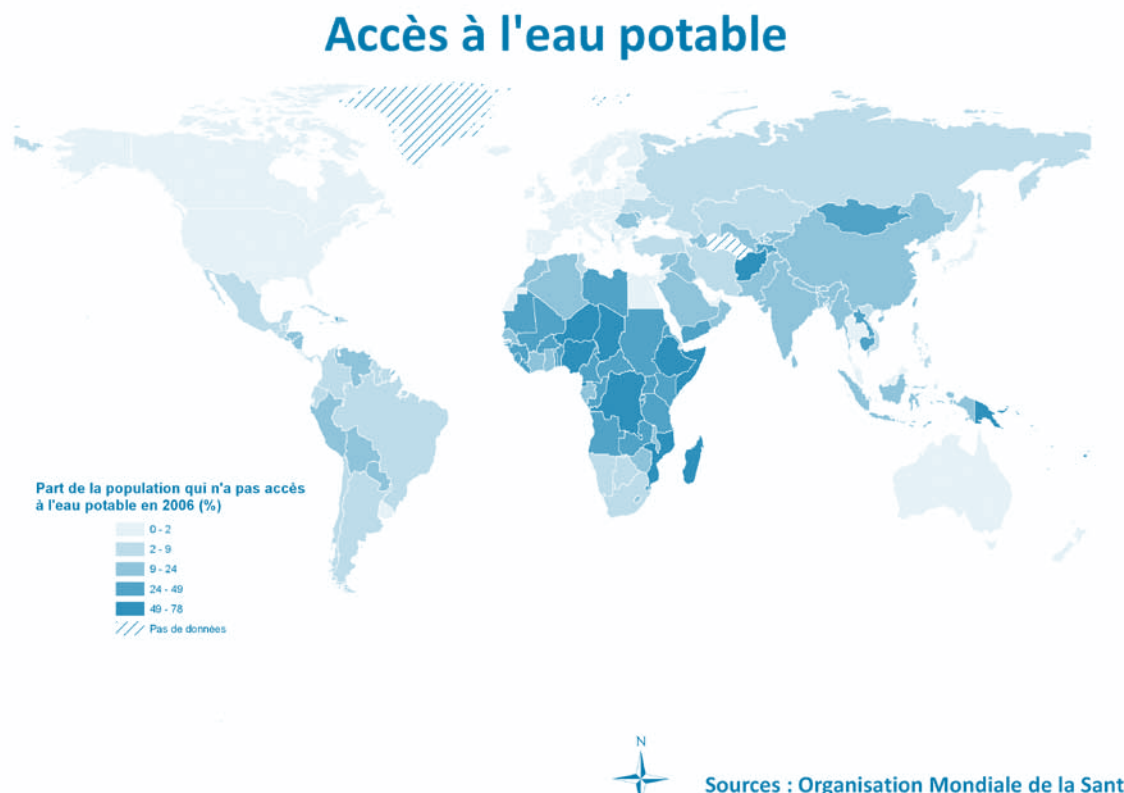 Accès à l'eau potable
Part de la population qui n'a pas accès
à l'eau potable en 2006 (%)
0 - 2
2 - 9
9 - 24
24 - 49
49 - 78
Pas de données
N
Sources : Organisation Mondiale de la Sant